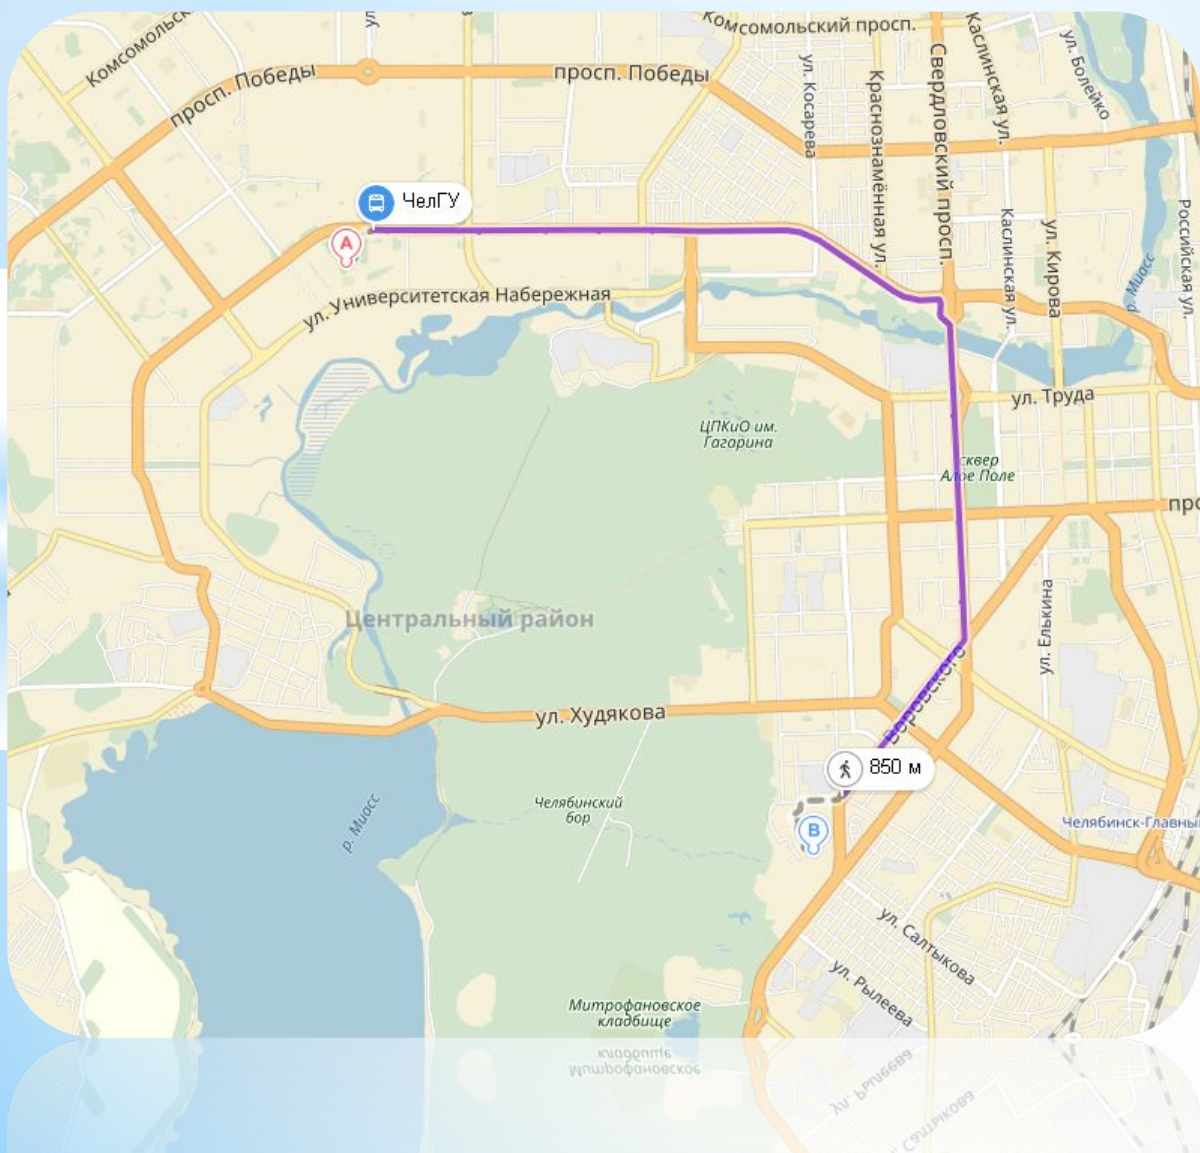 Комсомольск
ул.
Комсомольский просп.
Каслинская ул.
ул. Болейко
просп. Победы
просп. Победы
ул. Косарева
Краснознамённая ул.
Свердловский просп.
ЧелГУ
A
Каслинская ул.
ул. Кирова
Российская ул.
р. Миасс
ул. Университетская Набережная
ул. Труда
ЦПКиО им.
Гагарина
сквер
Алое Поле
про
Центральный район
ул. Елькина
Воровского
ул. Худякова
850 м
р. Миасс
Челябинский
бор
B
Челябинск-Главный
ул. Салтыкова
ул. Рылеева
Митрофановское
кладбище